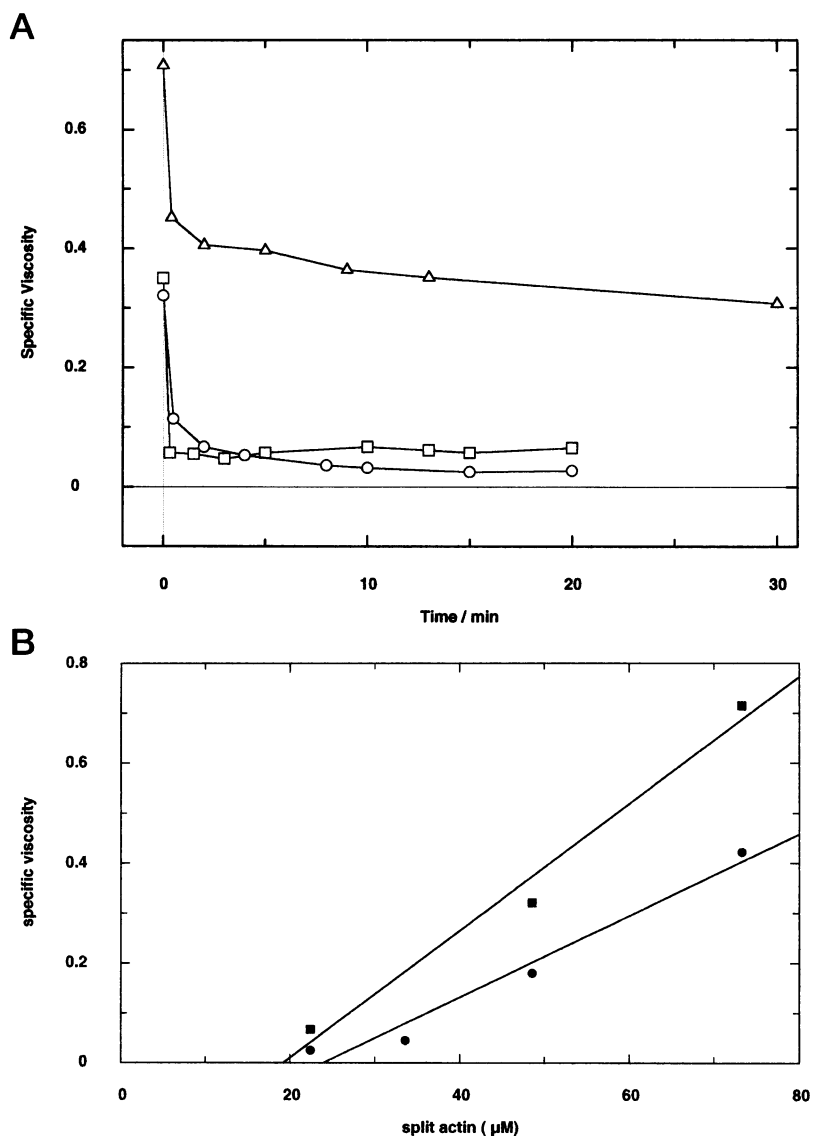 A
0.6
0.4
0.2
0
Specific Viscosity
0 10 20 30
Time / min
B
0.8
0.6
0.4
0.2
0
specific viscosity
0 20 40 60 80
split actin ( µM)